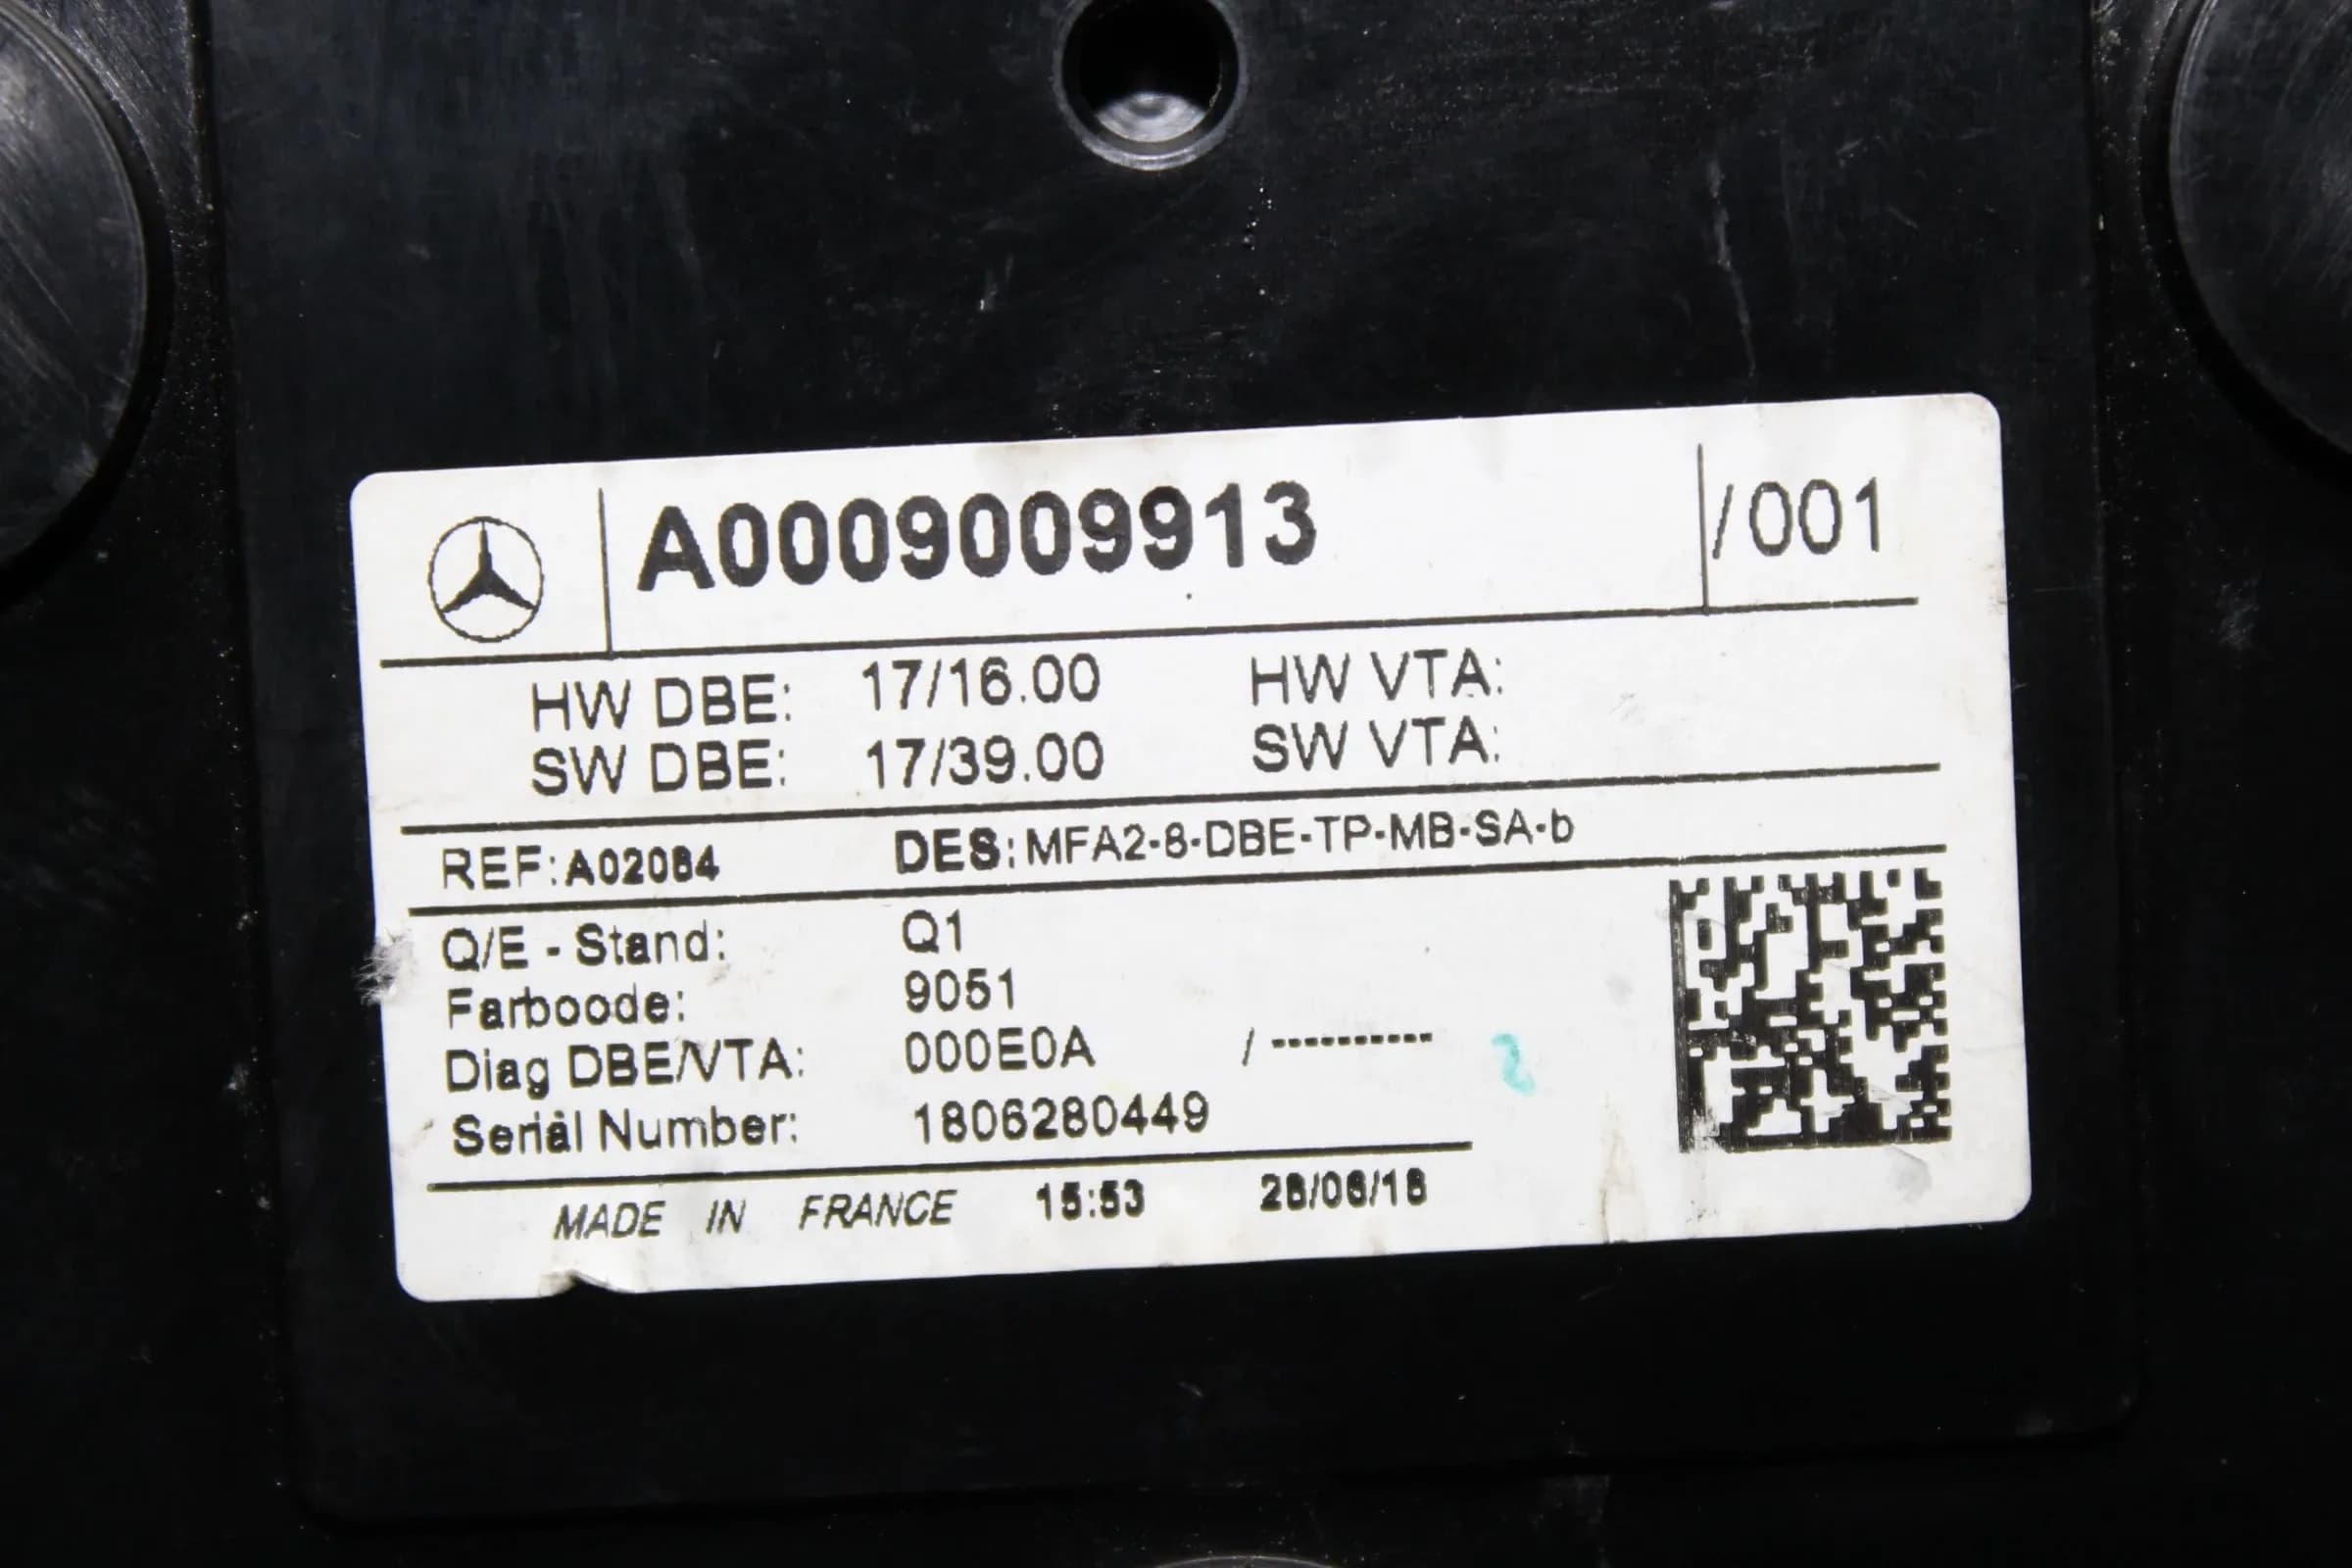 A0009009913 /001
HW DBE: 17/16.00 HW VTA:
SW DBE: 17/39.00 SW VTA:
REF:A02084 DES:MFA2-8-DBE-TP-MB-SA-b
Q/E - Stand: Q1
Farbcode: 9051
Diag DBE/VTA: 000E0A / ----------
Serial Number: 1806280449
MADE IN FRANCE 15:53 28/06/18